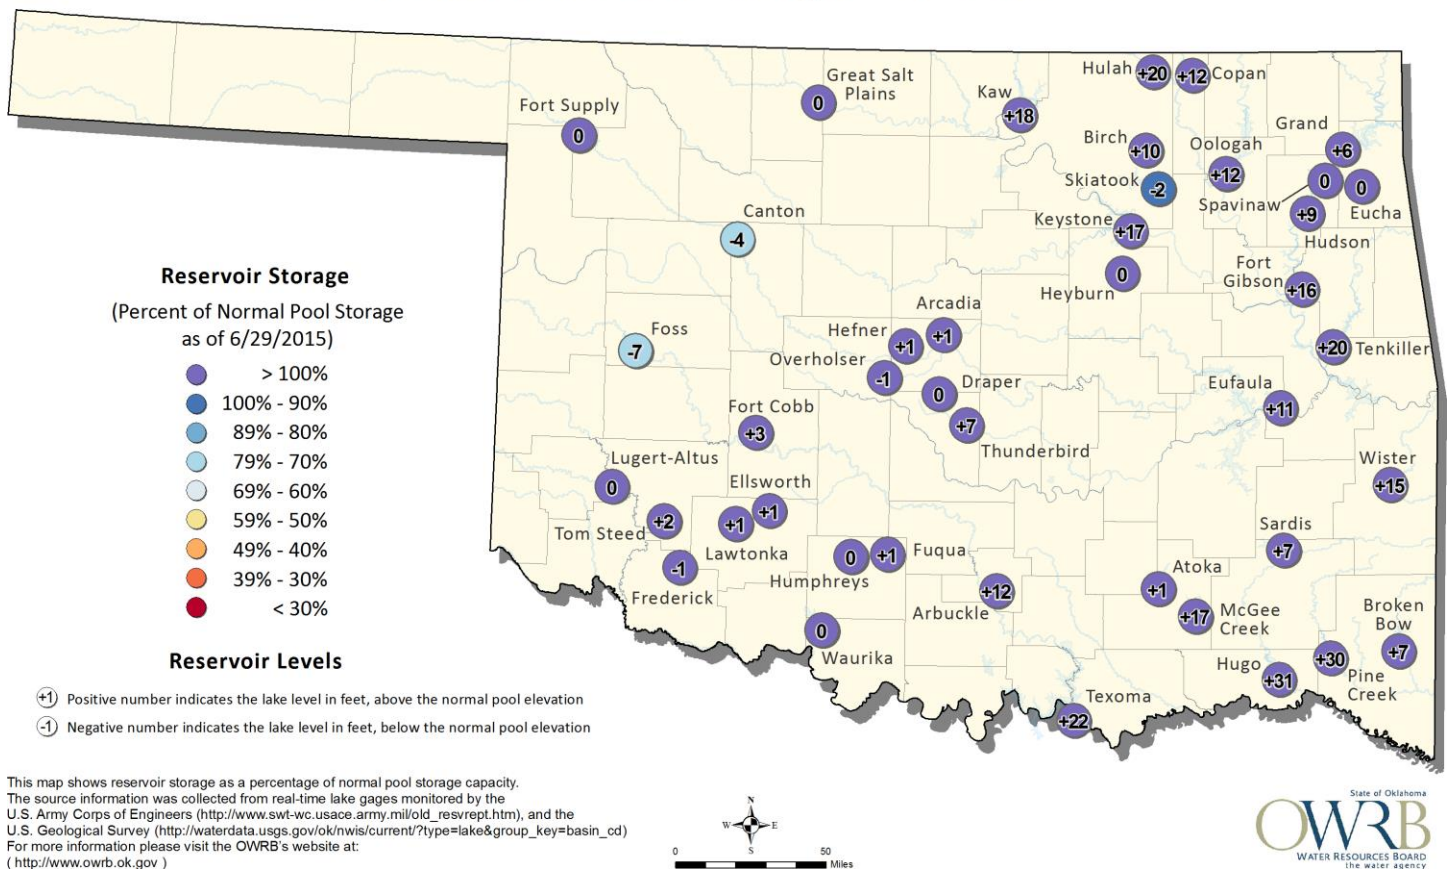 Fort Supply
0
Great Salt
Plains
0
Kaw
+18
Hulah
+20
+12
Copan
Birch
+10
Oologah
+12
Grand
+6
Skiatook
-2
Spavinaw
0
0
Eucha
+9
Hudson
Canton
-4
Keystone
+17
Heyburn
0
Fort
Gibson
+16
Foss
-7
Arcadia
+1
Hefner
+1
Overholser
-1
Draper
0
+20
Tenkiller
Eufaula
+11
Fort Cobb
+3
+7
Thunderbird
Wister
+15
Lugert-Altus
0
Ellsworth
+1
Tom Steed
+2
+1
Lawtonka
Sardis
+7
0
Humphreys
+1
Fuqua
-1
Frederick
Arbuckle
+12
Atoka
+1
+17
McGee
Creek
Broken
Bow
+7
0
Waurika
Hugo
+31
+30
Pine
Creek
Texoma
+22
Reservoir Storage
(Percent of Normal Pool Storage
as of 6/29/2015)
> 100%
100% - 90%
89% - 80%
79% - 70%
69% - 60%
59% - 50%
49% - 40%
39% - 30%
< 30%
Reservoir Levels
+1 Positive number indicates the lake level in feet, above the normal pool elevation
-1 Negative number indicates the lake level in feet, below the normal pool elevation
This map shows reservoir storage as a percentage of normal pool storage capacity.
The source information was collected from real-time lake gages monitored by the
U.S. Army Corps of Engineers (http://www.swt-wc.usace.army.mil/old_resvrept.htm), and the
U.S. Geological Survey (http://waterdata.usgs.gov/ok/nwis/current/?type=lake&group_key=basin_cd)
For more information please visit the OWRB's website at:
( http://www.owrb.ok.gov )
N
W E
S
0 50
Miles
State of Oklahoma
OWRB
WATER RESOURCES BOARD
the water agency